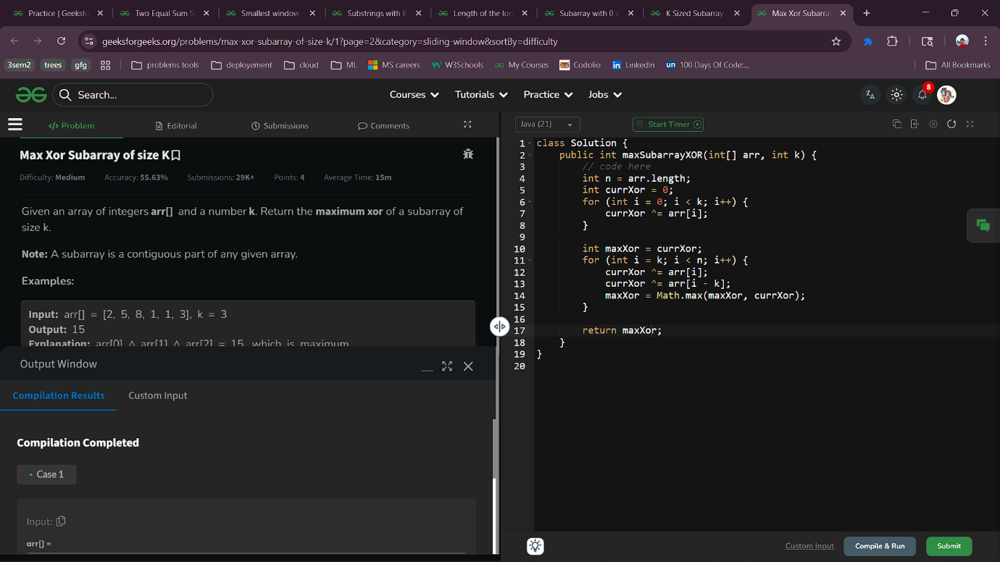 Practice | Geeksfo
Two Equal Sum S
Smallest window
Substrings with K
Length of the lon
Subarray with 0 s
K Sized Subarray
Max Xor Subarray
geeksforgeeks.org/problems/max-xor-subarray-of-size-k/1?page=2&category=sliding-window&sortBy=difficulty
3sem2
trees
gfg
problems tools
deployement
cloud
ML
MS careers
W3Schools
My Courses
Codolio
LinkedIn
un 100 Days Of Code:...
All Bookmarks
Search...
Courses
Tutorials
Practice
Jobs
8
</> Problem
Editorial
Submissions
Comments
Java (21)
Start Timer
Max Xor Subarray of size K
Difficulty: Medium
Accuracy: 55.63%
Submissions: 29K+
Points: 4
Average Time: 15m
Given an array of integers arr[] and a number k. Return the maximum xor of a subarray of
size k.
Note: A subarray is a contiguous part of any given array.
Examples:
Input: arr[] = [2, 5, 8, 1, 1, 3], k = 3
Output: 15
Explanation: arr[0] ^ arr[1] ^ arr[2] = 15, which is maximum
Output Window
Compilation Results
Custom Input
Compilation Completed
Case 1
Input:
arr[] =
1 class Solution {
2 public int maxSubarrayXOR(int[] arr, int k) {
3 // code here
4 int n = arr.length;
5 int currXor = 0;
6 for (int i = 0; i < k; i++) {
7 currXor ^= arr[i];
8 }
9
10 int maxXor = currXor;
11 for (int i = k; i < n; i++) {
12 currXor ^= arr[i];
13 currXor ^= arr[i - k];
14 maxXor = Math.max(maxXor, currXor);
15 }
16
17 return maxXor;
18 }
19 }
20
Custom Input
Compile & Run
Submit